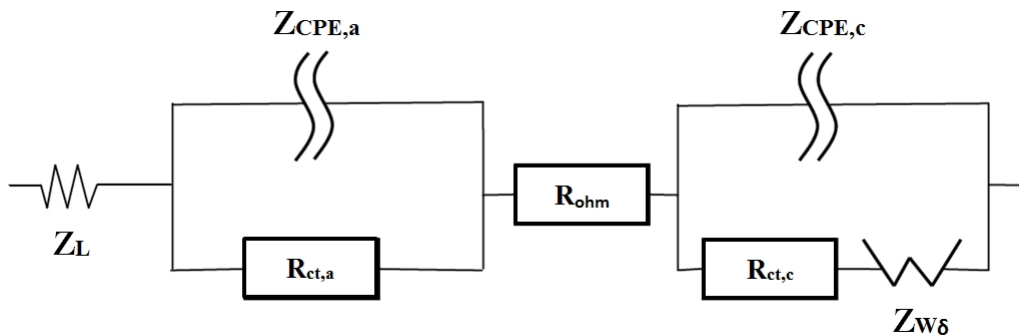 ZCPE,a
ZCPE,c
ZL
Rct,a
Rohm
Rct,c
ZWδ